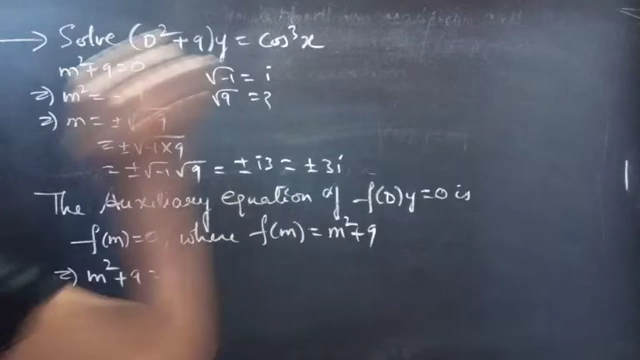 → Solve (D²+9)y = cos³x
m²+9=0 √-1 = i
⇒ m² = - 9 √9 = 3
⇒ m = ±√-9
= ±√-1×9
= ±√-1 √9 = ±i3 = ±3i
The Auxiliary equation of f(D)y=0 is
f(m)=0, where f(m) = m²+9
⇒ m²+9 =